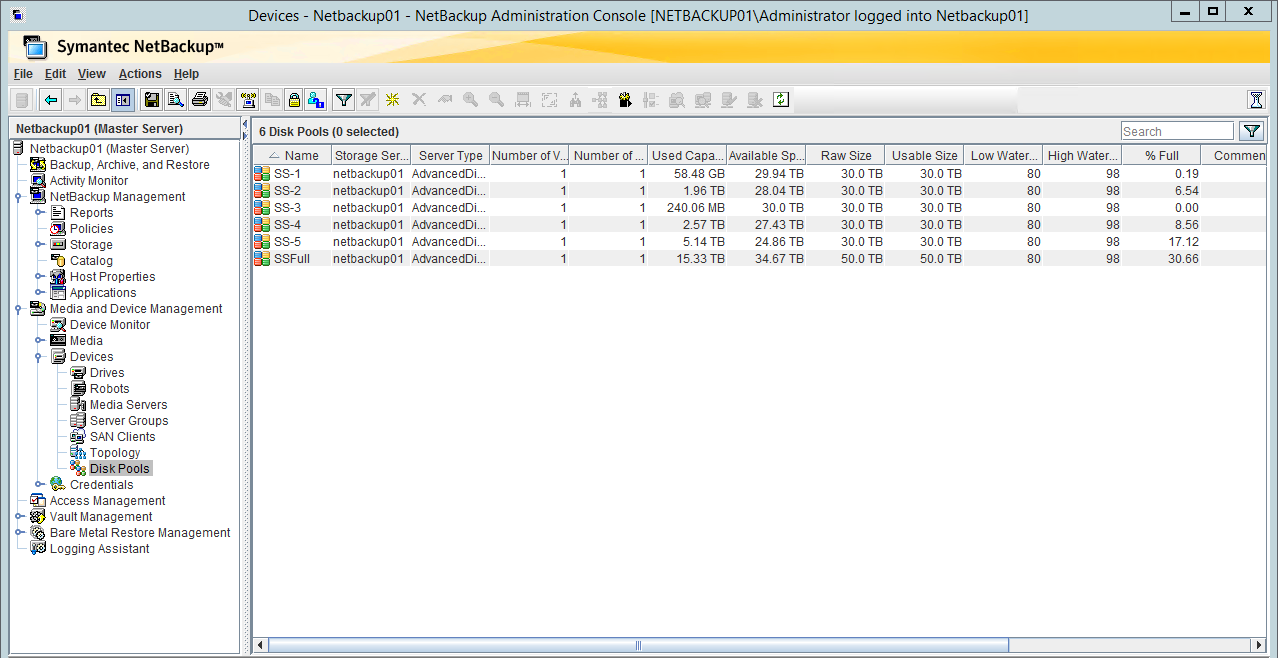 Devices - Netbackup01 - NetBackup Administration Console [NETBACKUP01\Administrator logged into Netbackup01]
Symantec NetBackup™
File Edit View Actions Help
Netbackup01 (Master Server)
Netbackup01 (Master Server)
Backup, Archive, and Restore
Activity Monitor
NetBackup Management
Reports
Policies
Storage
Catalog
Host Properties
Applications
Media and Device Management
Device Monitor
Media
Devices
Drives
Robots
Media Servers
Server Groups
SAN Clients
Topology
Disk Pools
Credentials
Access Management
Vault Management
Bare Metal Restore Management
Logging Assistant
6 Disk Pools (0 selected) Search
Name Storage Ser... Server Type Number of V... Number of ... Used Capa... Available Sp... Raw Size Usable Size Low Water... High Water... % Full Commen
SS-1 netbackup01 AdvancedDi... 1 1 58.48 GB 29.94 TB 30.0 TB 30.0 TB 80 98 0.19
SS-2 netbackup01 AdvancedDi... 1 1 1.96 TB 28.04 TB 30.0 TB 30.0 TB 80 98 6.54
SS-3 netbackup01 AdvancedDi... 1 1 240.06 MB 30.0 TB 30.0 TB 30.0 TB 80 98 0.00
SS-4 netbackup01 AdvancedDi... 1 1 2.57 TB 27.43 TB 30.0 TB 30.0 TB 80 98 8.56
SS-5 netbackup01 AdvancedDi... 1 1 5.14 TB 24.86 TB 30.0 TB 30.0 TB 80 98 17.12
SSFull netbackup01 AdvancedDi... 1 1 15.33 TB 34.67 TB 50.0 TB 50.0 TB 80 98 30.66